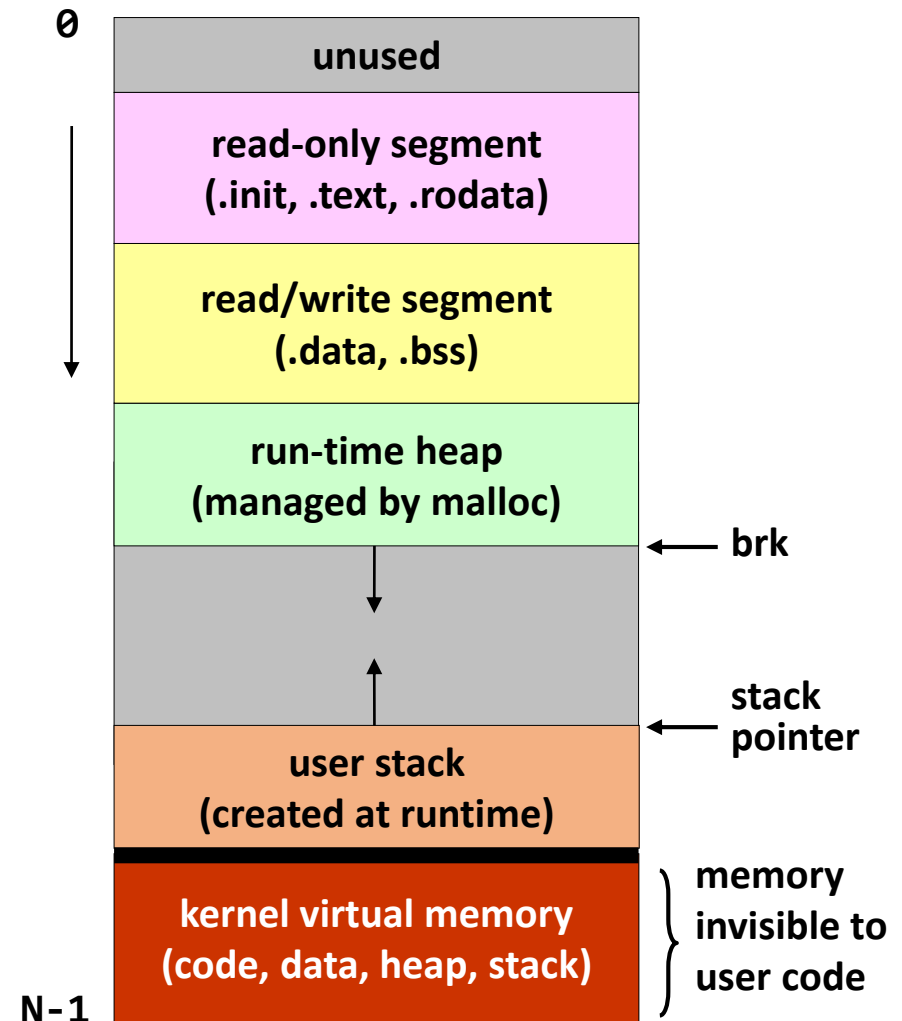 0
unused
read-only segment
(.init, .text, .rodata)
read/write segment
(.data, .bss)
run-time heap
(managed by malloc)
brk
stack
pointer
user stack
(created at runtime)
memory
invisible to
user code
kernel virtual memory
(code, data, heap, stack)
N-1